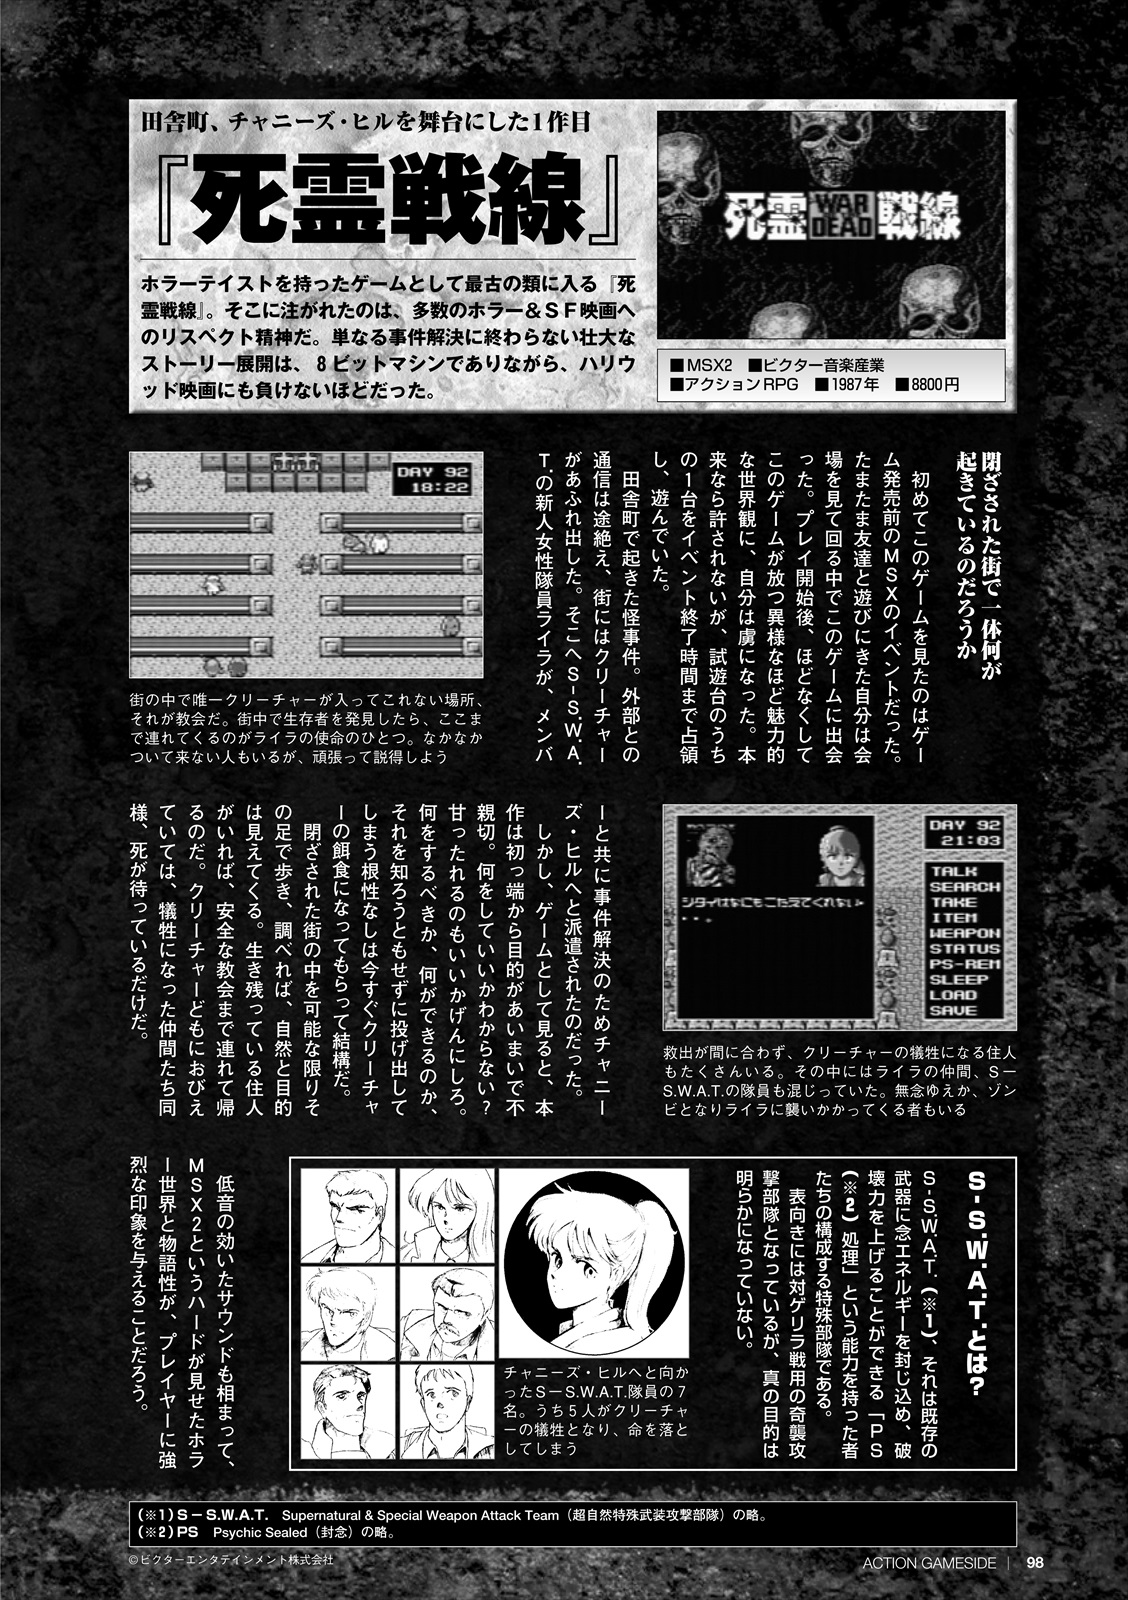 田舎町、チャニーズ・ヒルを舞台にした1作目
『死霊戦線』
ホラーテイストを持ったゲームとして最古の類に入る『死
霊戦線』。そこに注がれたのは、多数のホラー&SF映画へ
のリスペクト精神だ。単なる事件解決に終わらない壮大な
ストーリー展開は、8ビットマシンでありながら、ハリウ
ッド映画にも負けないほどだった。
死霊 WAR DEAD 戦線
■MSX2 ■ビクター音楽産業
■アクションRPG ■1987年 ■8800円
閉ざされた街で一体何が
起きているのだろうか
初めてこのゲームを見たのはゲー
ム発売前のMSXのイベントだった。
たまたま友達と遊びにきた自分は会
場を見て回る中でこのゲームに出会
った。プレイ開始後、ほどなくして
このゲームが放つ異様なほど魅力的
な世界観に、自分は虜になった。本
来なら許されないが、試遊台のうち
の1台をイベント終了時間まで占領
し、遊んでいた。
田舎町で起きた怪事件。外部との
通信は途絶え、街にはクリーチャー
があふれ出した。そこへS-S.W.A.
T.の新人女性隊員ライラが、メンバ
DAY 92
18:22
街の中で唯一クリーチャーが入ってこれない場所、
それが教会だ。街中で生存者を発見したら、ここま
で連れてくるのがライラの使命のひとつ。なかなか
ついて来ない人もいるが、頑張って説得しよう
ーと共に事件解決のためチャニー
ズ・ヒルへと派遣されたのだった。
しかし、ゲームとして見ると、本
作は初っ端から目的があいまいで不
親切。何をしていいかわからない?
甘ったれるのもいいかげんにしろ。
何をするべきか、何ができるのか、
それを知ろうともせずに投げ出して
しまう根性なしは今すぐクリーチャ
ーの餌食になってもらって結構だ。
閉ざされた街の中を可能な限りそ
の足で歩き、調べれば、自然と目的
は見えてくる。生き残っている住人
がいれば、安全な教会まで連れて帰
るのだ。クリーチャーどもにおびえ
ていては、犠牲になった仲間たち同
様、死が待っているだけだ。
シタイはなにもこたえてくれない
・・。
DAY 92
21:03
TALK
SEARCH
TAKE
ITEM
WEAPON
STATUS
PS-REM
SLEEP
LOAD
SAVE
救出が間に合わず、クリーチャーの犠牲になる住人
もたくさんいる。その中にはライラの仲間、S−
S.W.A.T.の隊員も混じっていた。無念ゆえか、ゾン
ビとなりライラに襲いかかってくる者もいる
低音の効いたサウンドも相まって、
MSX2というハードが見せたホラ
ー世界と物語性が、プレイヤーに強
烈な印象を与えることだろう。
S-S.W.A.T.とは?
S-S.W.A.T.(※1)、それは既存の
武器に念エネルギーを封じ込め、破
壊力を上げることができる「PS
(※2)処理」という能力を持った者
たちの構成する特殊部隊である。
表向きには対ゲリラ戦用の奇襲攻
撃部隊となっているが、真の目的は
明らかになっていない。
チャニーズ・ヒルへと向か
ったS−S.W.A.T.隊員の7
名。うち5人がクリーチャ
ーの犠牲となり、命を落と
してしまう
(※1)S−S.W.A.T. Supernatural & Special Weapon Attack Team(超自然特殊武装攻撃部隊)の略。
(※2)PS Psychic Sealed(封念)の略。
©ビクターエンタテインメント株式会社
ACTION GAMESIDE | 98